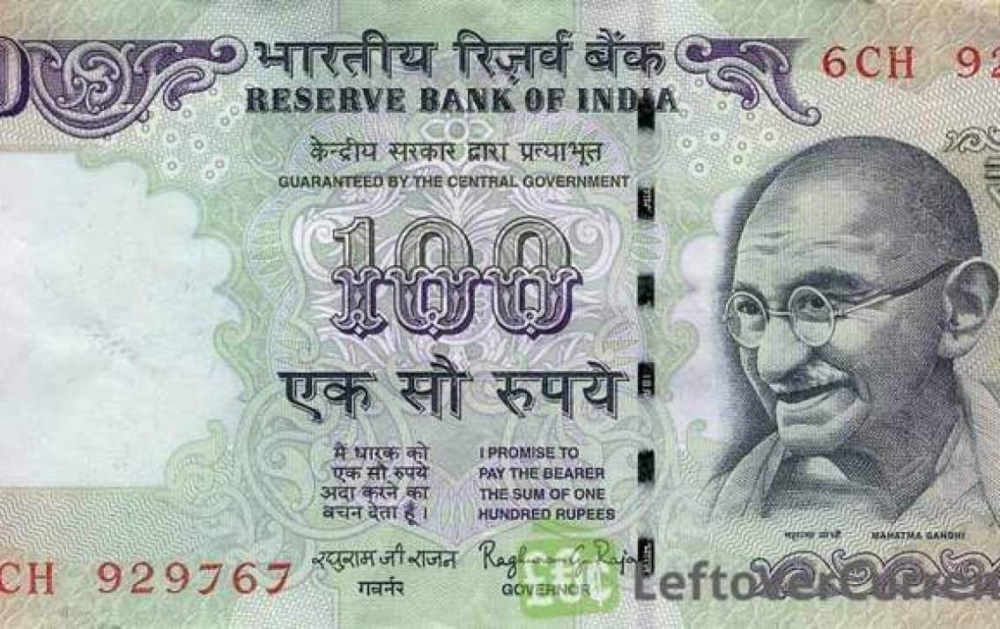 भारतीय रिज़र्व बैंक
6CH 92
RESERVE BANK OF INDIA
केन्द्रीय सरकार द्वारा प्रत्याभूत
GUARANTEED BY THE CENTRAL GOVERNMENT
100
एक सौ रुपये
मैं धारक को
एक सौ रुपये
अदा करने का
वचन देता हूँ।
I PROMISE TO
PAY THE BEARER
THE SUM OF ONE
HUNDRED RUPEES
महात्मा गांधी MAHATMA GANDHI
रघुराम जी राजन
गवर्नर
Raghuram G. Rajan
GOVERNOR
CH 929767
LeftoverCurren